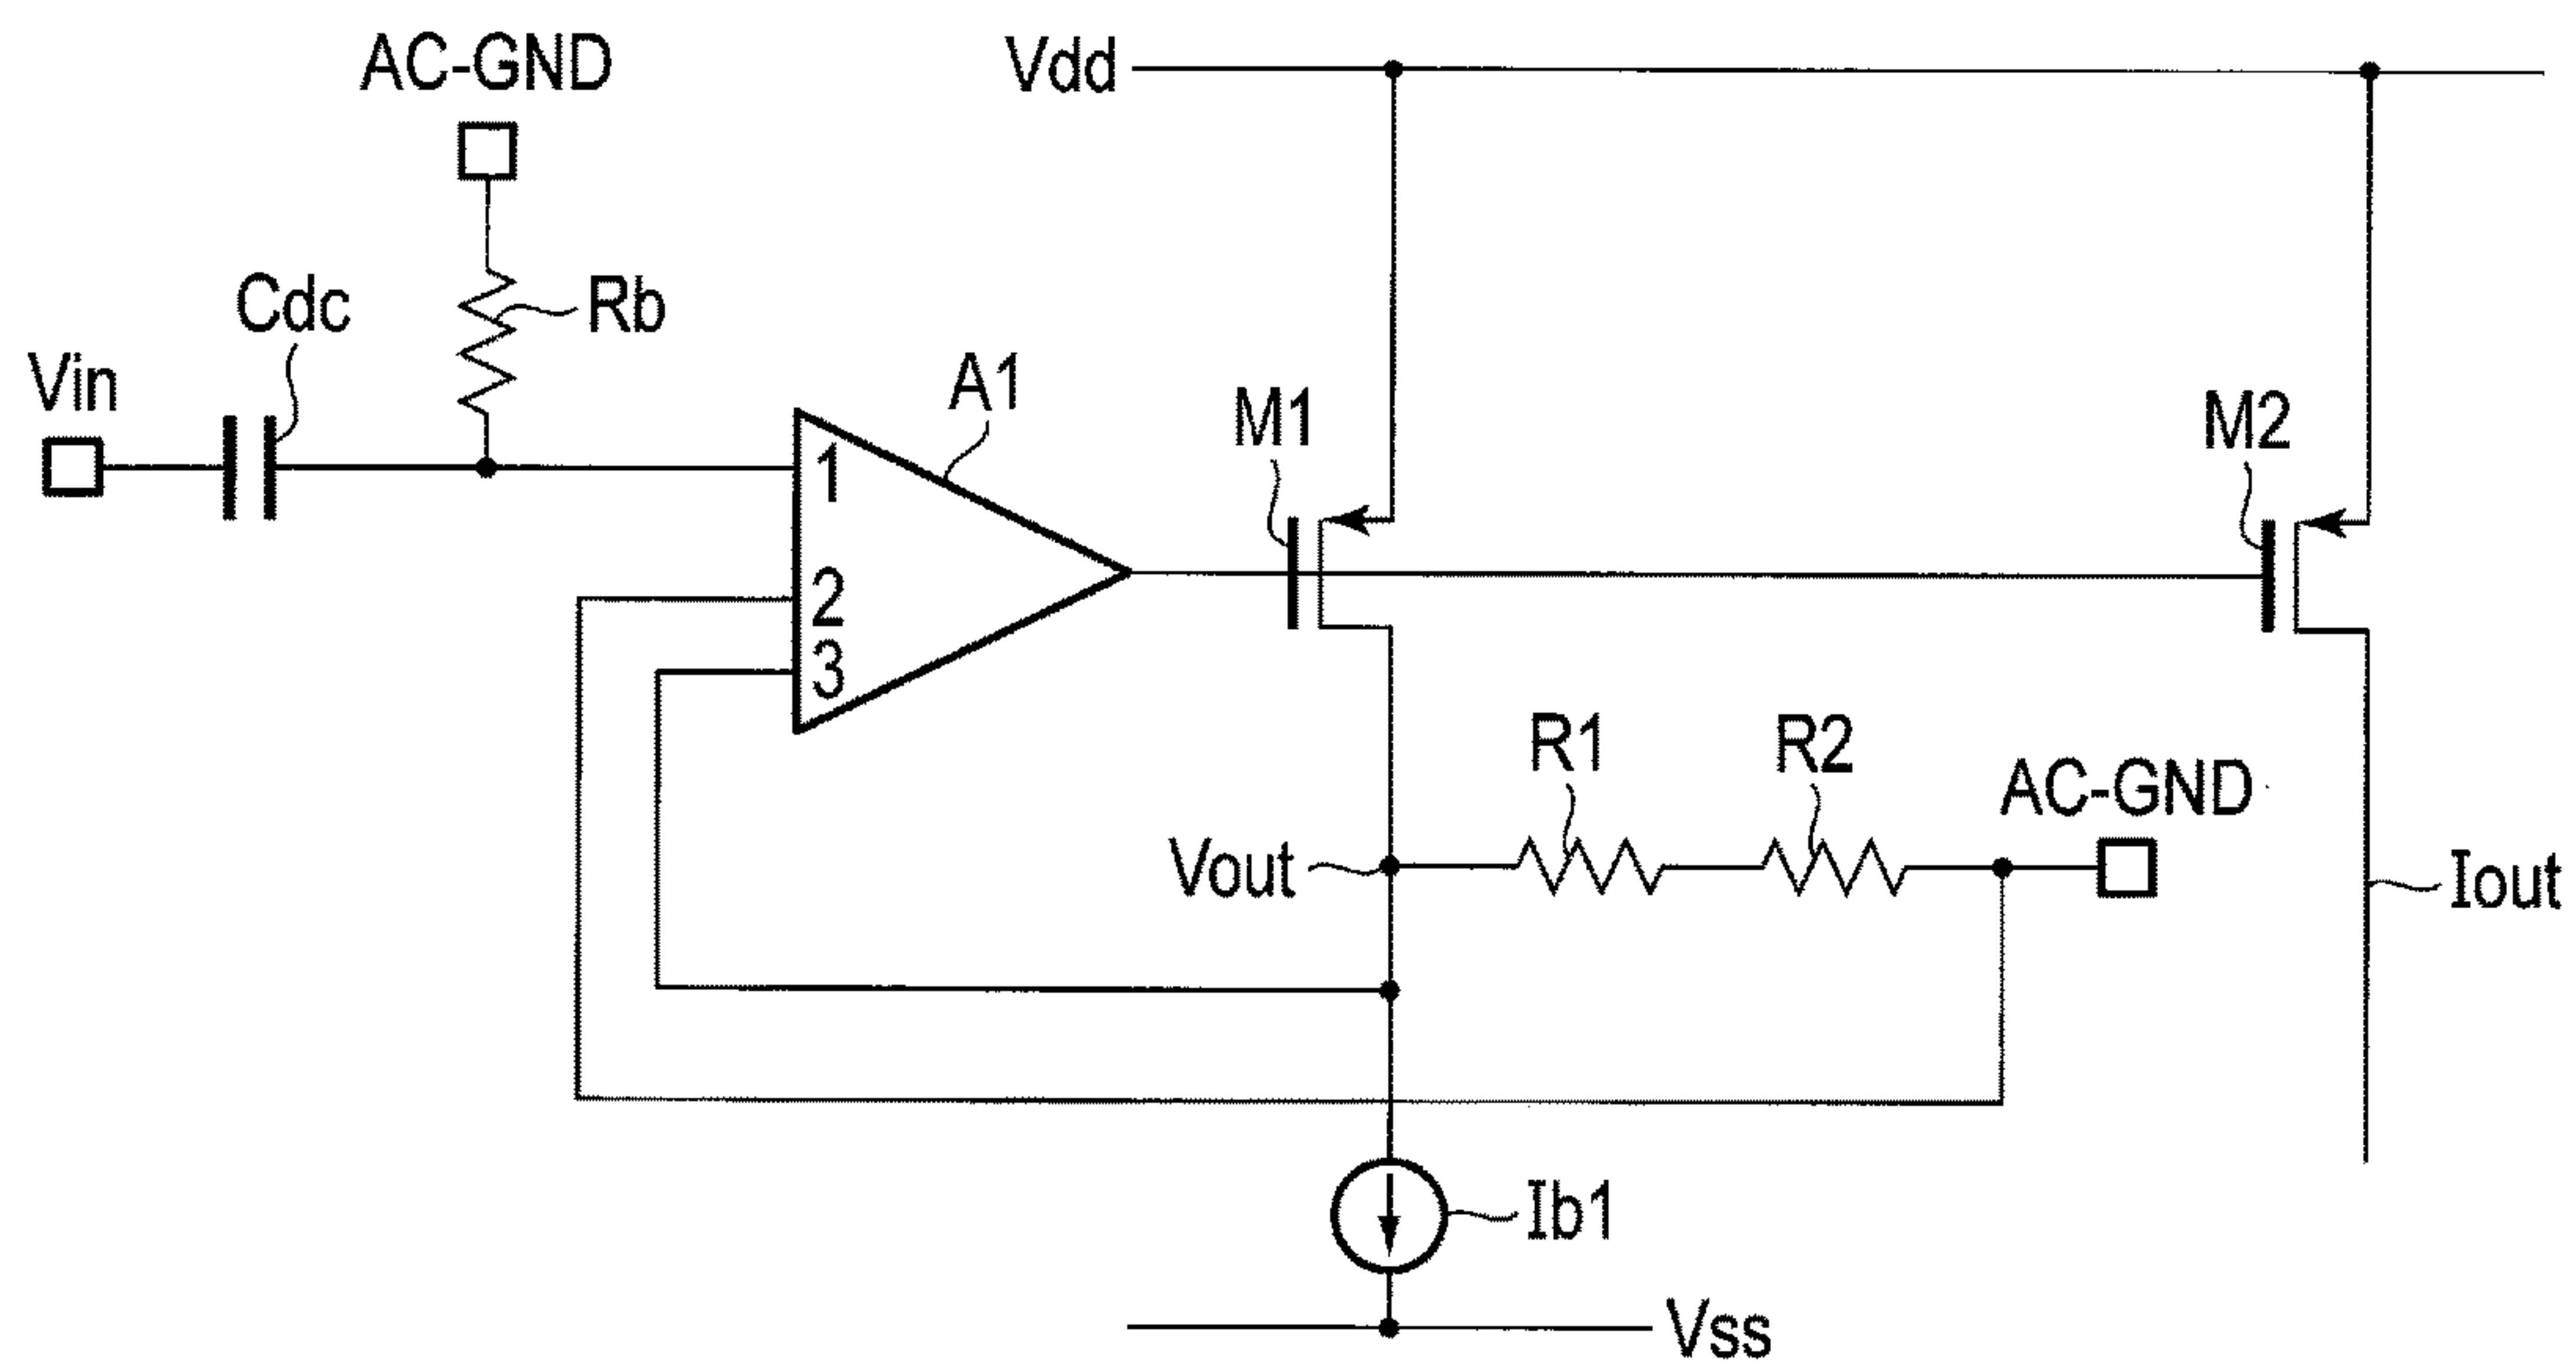 AC-GND
Vdd
Cdc
Rb
Vin
A1
M1
M2
1
2
3
R1
R2
AC-GND
Vout
Iout
Ib1
Vss